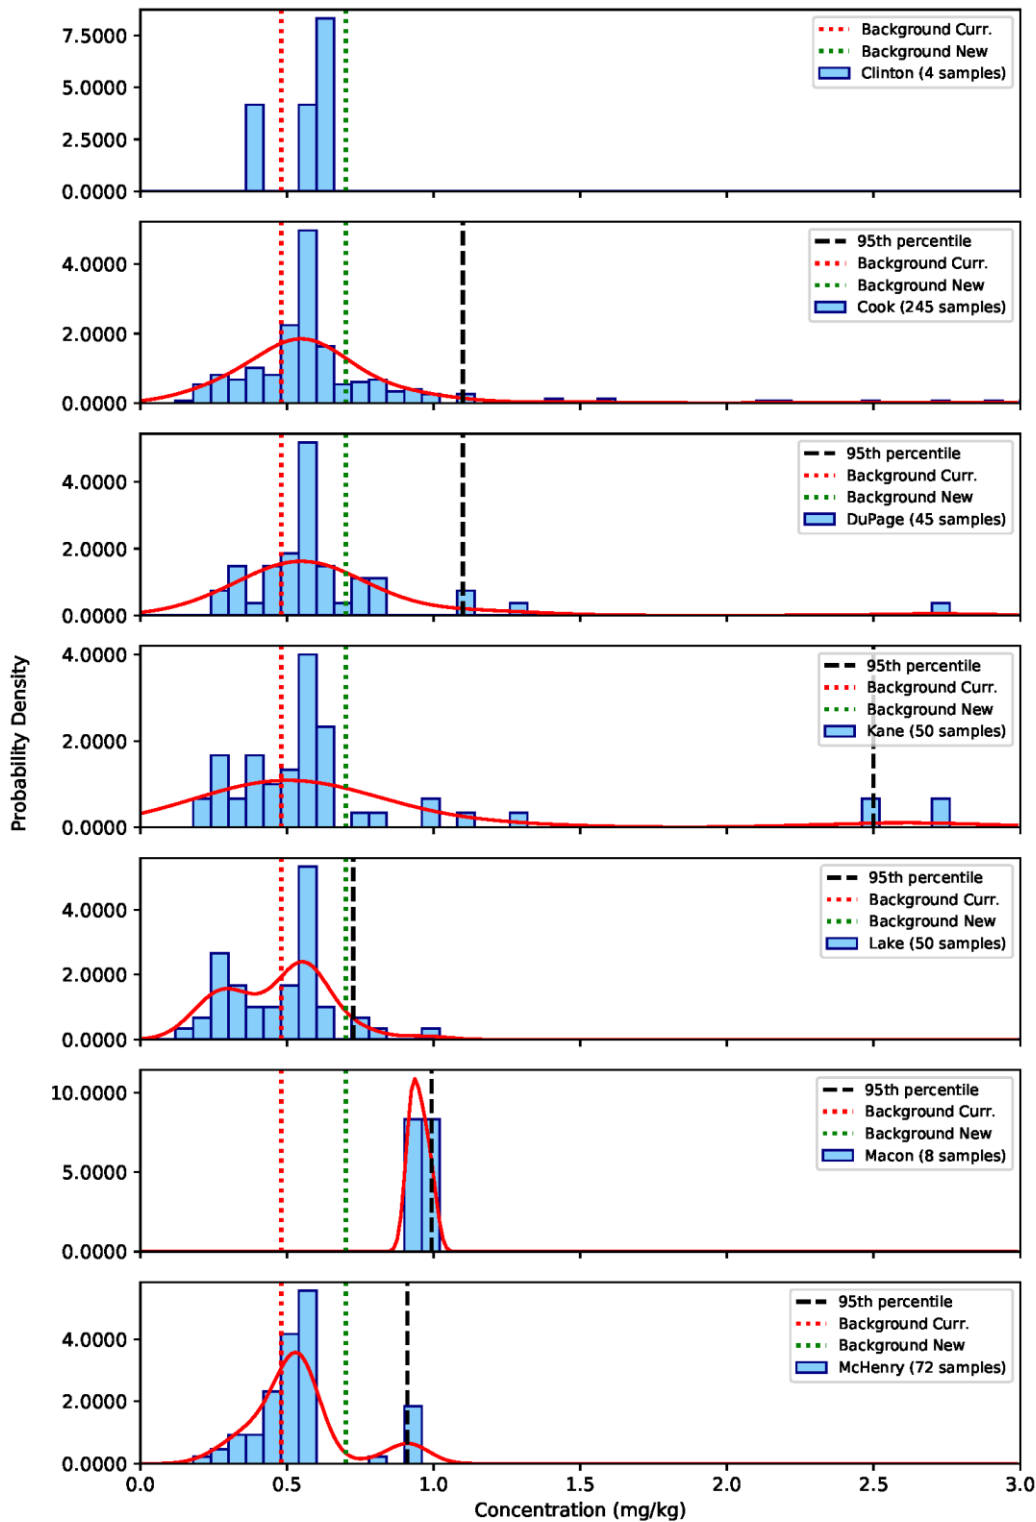 7.5000
5.0000
2.5000
0.0000
Background Curr.
Background New
Clinton (4 samples)
4.0000
2.0000
0.0000
95th percentile
Background Curr.
Background New
Cook (245 samples)
4.0000
2.0000
0.0000
95th percentile
Background Curr.
Background New
DuPage (45 samples)
Probability Density
4.0000
2.0000
0.0000
95th percentile
Background Curr.
Background New
Kane (50 samples)
4.0000
2.0000
0.0000
95th percentile
Background Curr.
Background New
Lake (50 samples)
10.0000
5.0000
0.0000
95th percentile
Background Curr.
Background New
Macon (8 samples)
4.0000
2.0000
0.0000
95th percentile
Background Curr.
Background New
McHenry (72 samples)
0.0 0.5 1.0 1.5 2.0 2.5 3.0
Concentration (mg/kg)